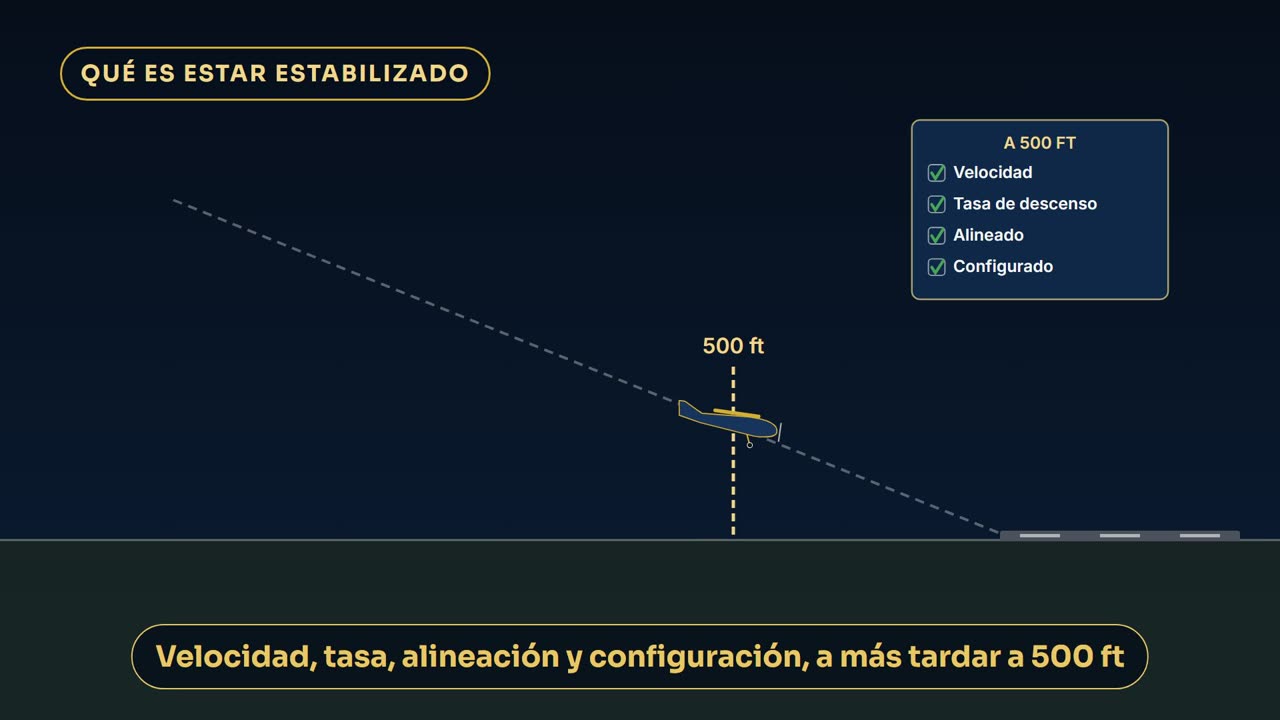 QUÉ ES ESTAR ESTABILIZADO
A 500 FT
Velocidad
Tasa de descenso
Alineado
Configurado
500 ft
Velocidad, tasa, alineación y configuración, a más tardar a 500 ft